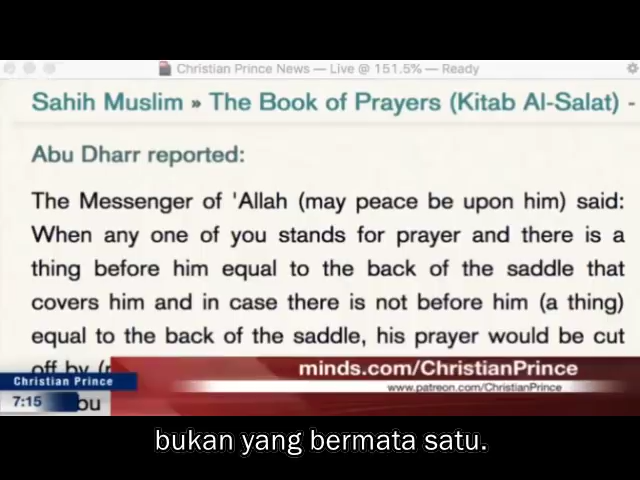 Christian Prince News — Live @ 151.5% — Ready
Sahih Muslim » The Book of Prayers (Kitab Al-Salat) -
Abu Dharr reported:
The Messenger of 'Allah (may peace be upon him) said:
When any one of you stands for prayer and there is a
thing before him equal to the back of the saddle that
covers him and in case there is not before him (a thing)
equal to the back of the saddle, his prayer would be cut
off by
minds.com/ChristianPrince
Christian Prince
www.patreon.com/ChristianPrince
7:15
bukan yang bermata satu.